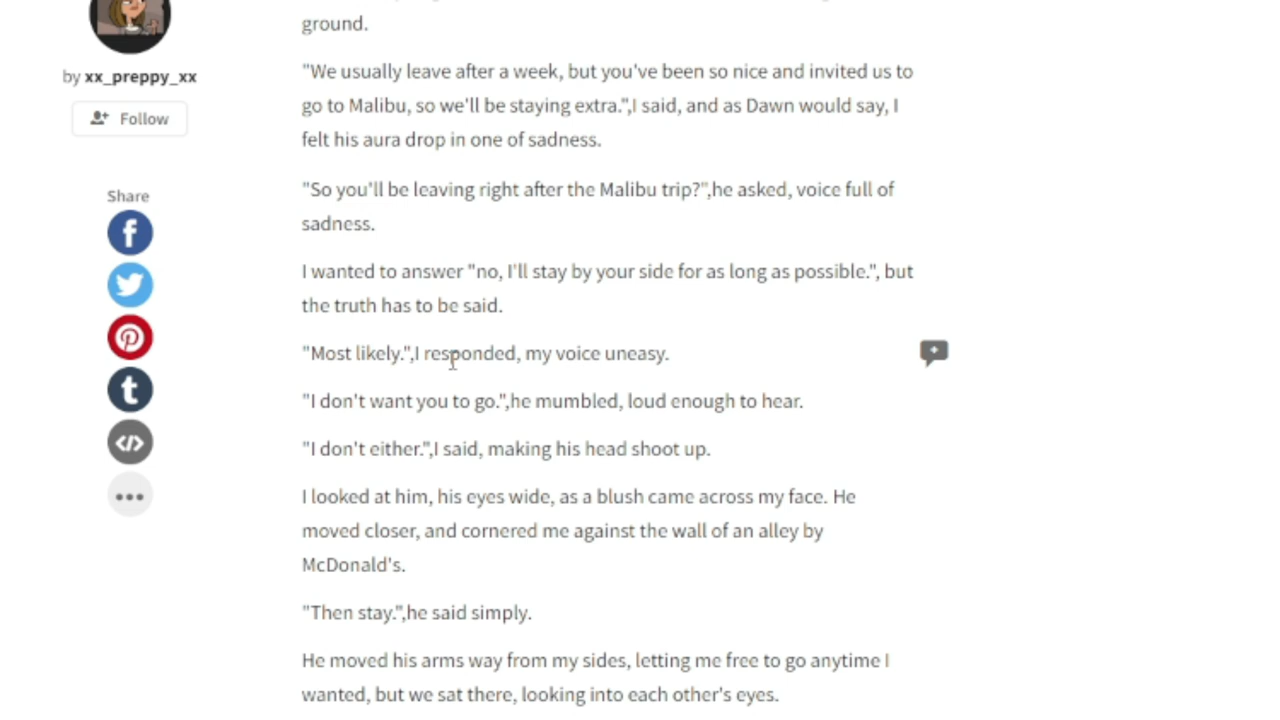 ground.
by xx_preppy_xx
Follow
Share
"We usually leave after a week, but you've been so nice and invited us to
go to Malibu, so we'll be staying extra.",I said, and as Dawn would say, I
felt his aura drop in one of sadness.
"So you'll be leaving right after the Malibu trip?",he asked, voice full of
sadness.
I wanted to answer "no, I'll stay by your side for as long as possible.", but
the truth has to be said.
"Most likely.",I responded, my voice uneasy.
"I don't want you to go.",he mumbled, loud enough to hear.
"I don't either.",I said, making his head shoot up.
I looked at him, his eyes wide, as a blush came across my face. He
moved closer, and cornered me against the wall of an alley by
McDonald's.
"Then stay.",he said simply.
He moved his arms way from my sides, letting me free to go anytime I
wanted, but we sat there, looking into each other's eyes.